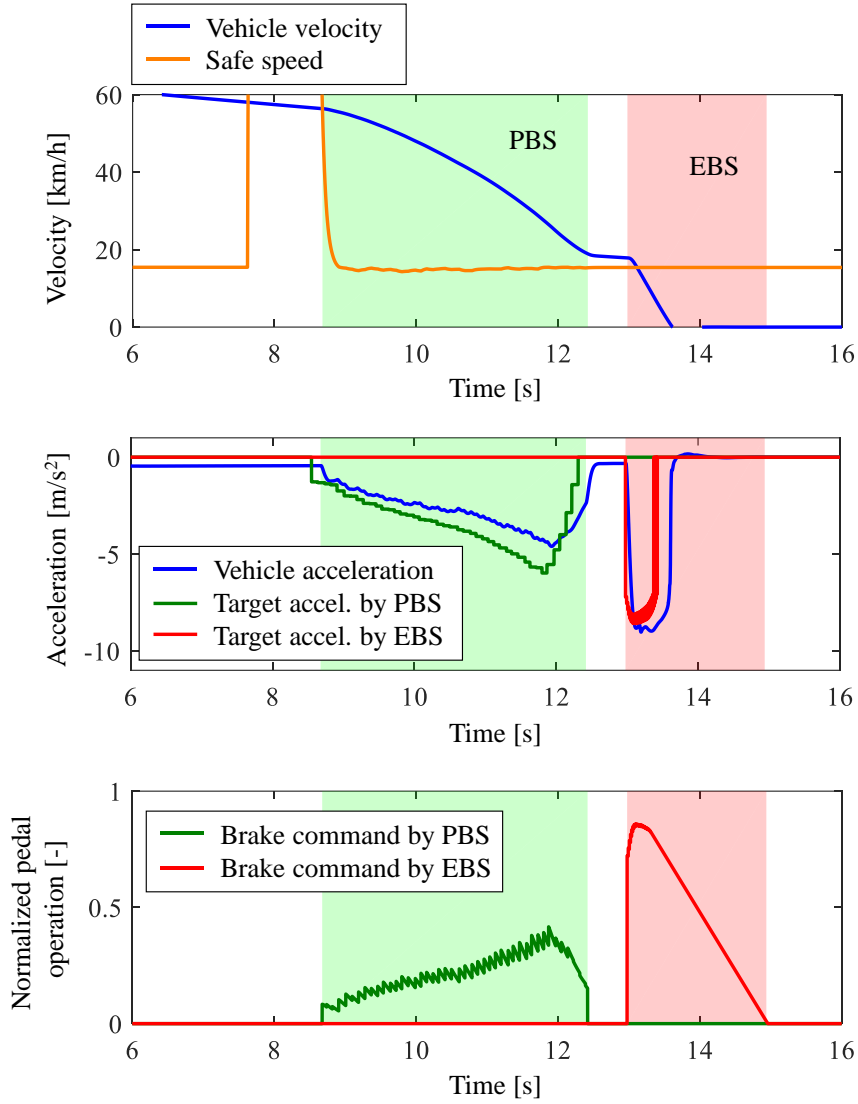 Vehicle velocity
Safe speed
60
40
20
0
Velocity [km/h]
PBS
EBS
6 8 10 12 14 16
Time [s]
0
-5
-10
Acceleration [m/s²]
Vehicle acceleration
Target accel. by PBS
Target accel. by EBS
6 8 10 12 14 16
Time [s]
1
0.5
0
Normalized pedal
operation [-]
Brake command by PBS
Brake command by EBS
6 8 10 12 14 16
Time [s]